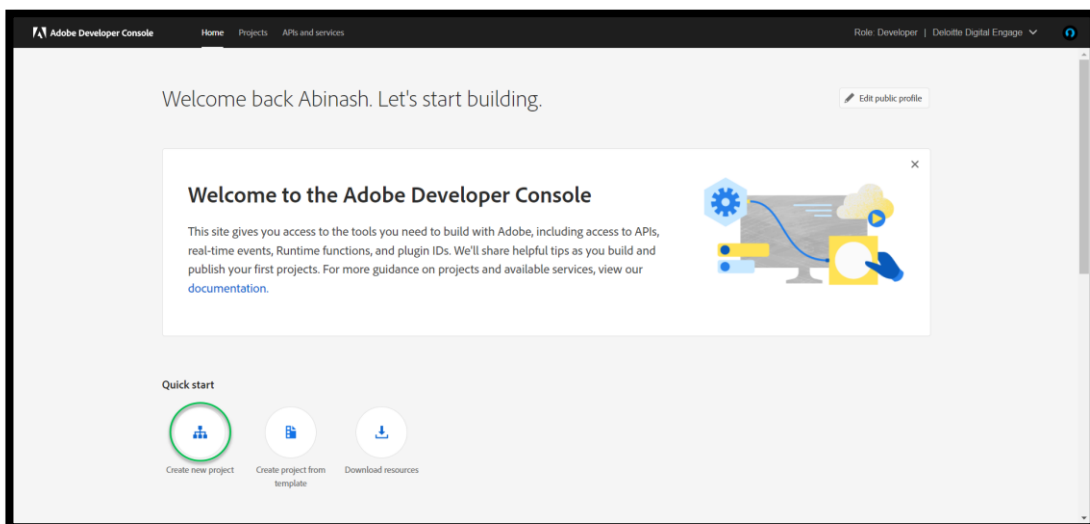 Adobe Developer Console Home Projects APIs and services Role: Developer | Deloitte Digital Engage
Welcome back Abinash. Let's start building.
Edit public profile
Welcome to the Adobe Developer Console
This site gives you access to the tools you need to build with Adobe, including access to APIs,
real-time events, Runtime functions, and plugin IDs. We'll share helpful tips as you build and
publish your first projects. For more guidance on projects and available services, view our
documentation.
Quick start
Create new project
Create project from
template
Download resources